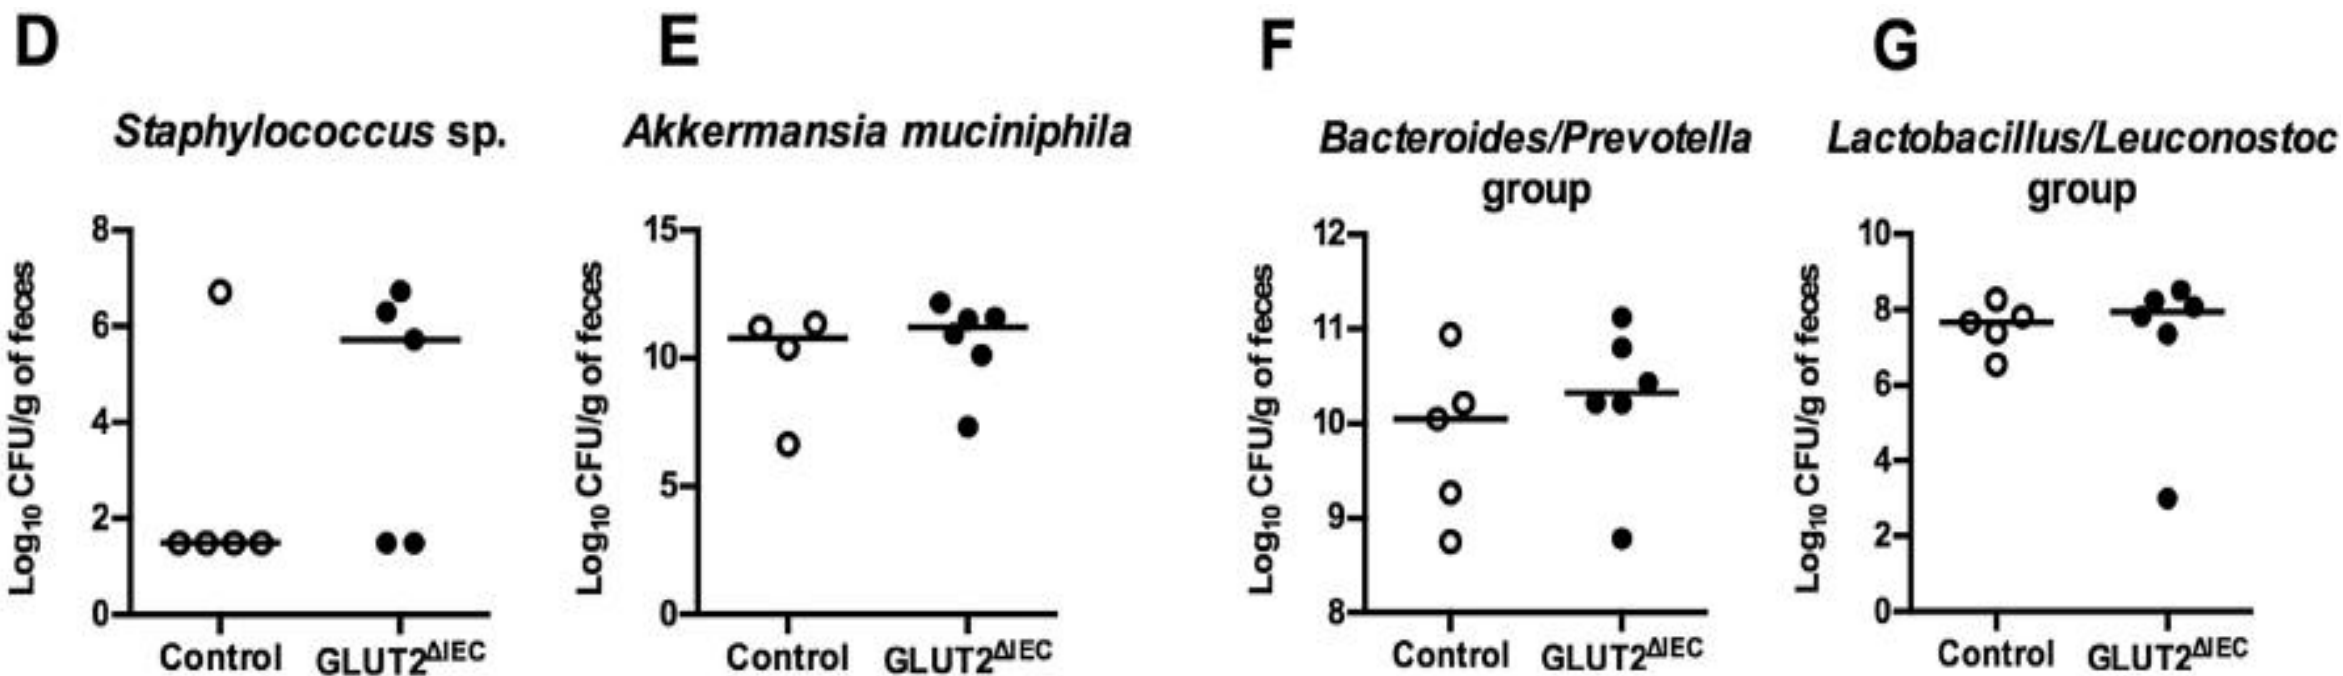 D
Staphylococcus sp.
Log10 CFU/g of feces
8
6
4
2
0
Control
GLUT2ΔIEC
E
Akkermansia muciniphila
Log10 CFU/g of feces
15
10
5
0
Control
GLUT2ΔIEC
F
Bacteroides/Prevotella
group
Log10 CFU/g of feces
12
11
10
9
8
Control
GLUT2ΔIEC
G
Lactobacillus/Leuconostoc
group
Log10 CFU/g of feces
10
8
6
4
2
0
Control
GLUT2ΔIEC